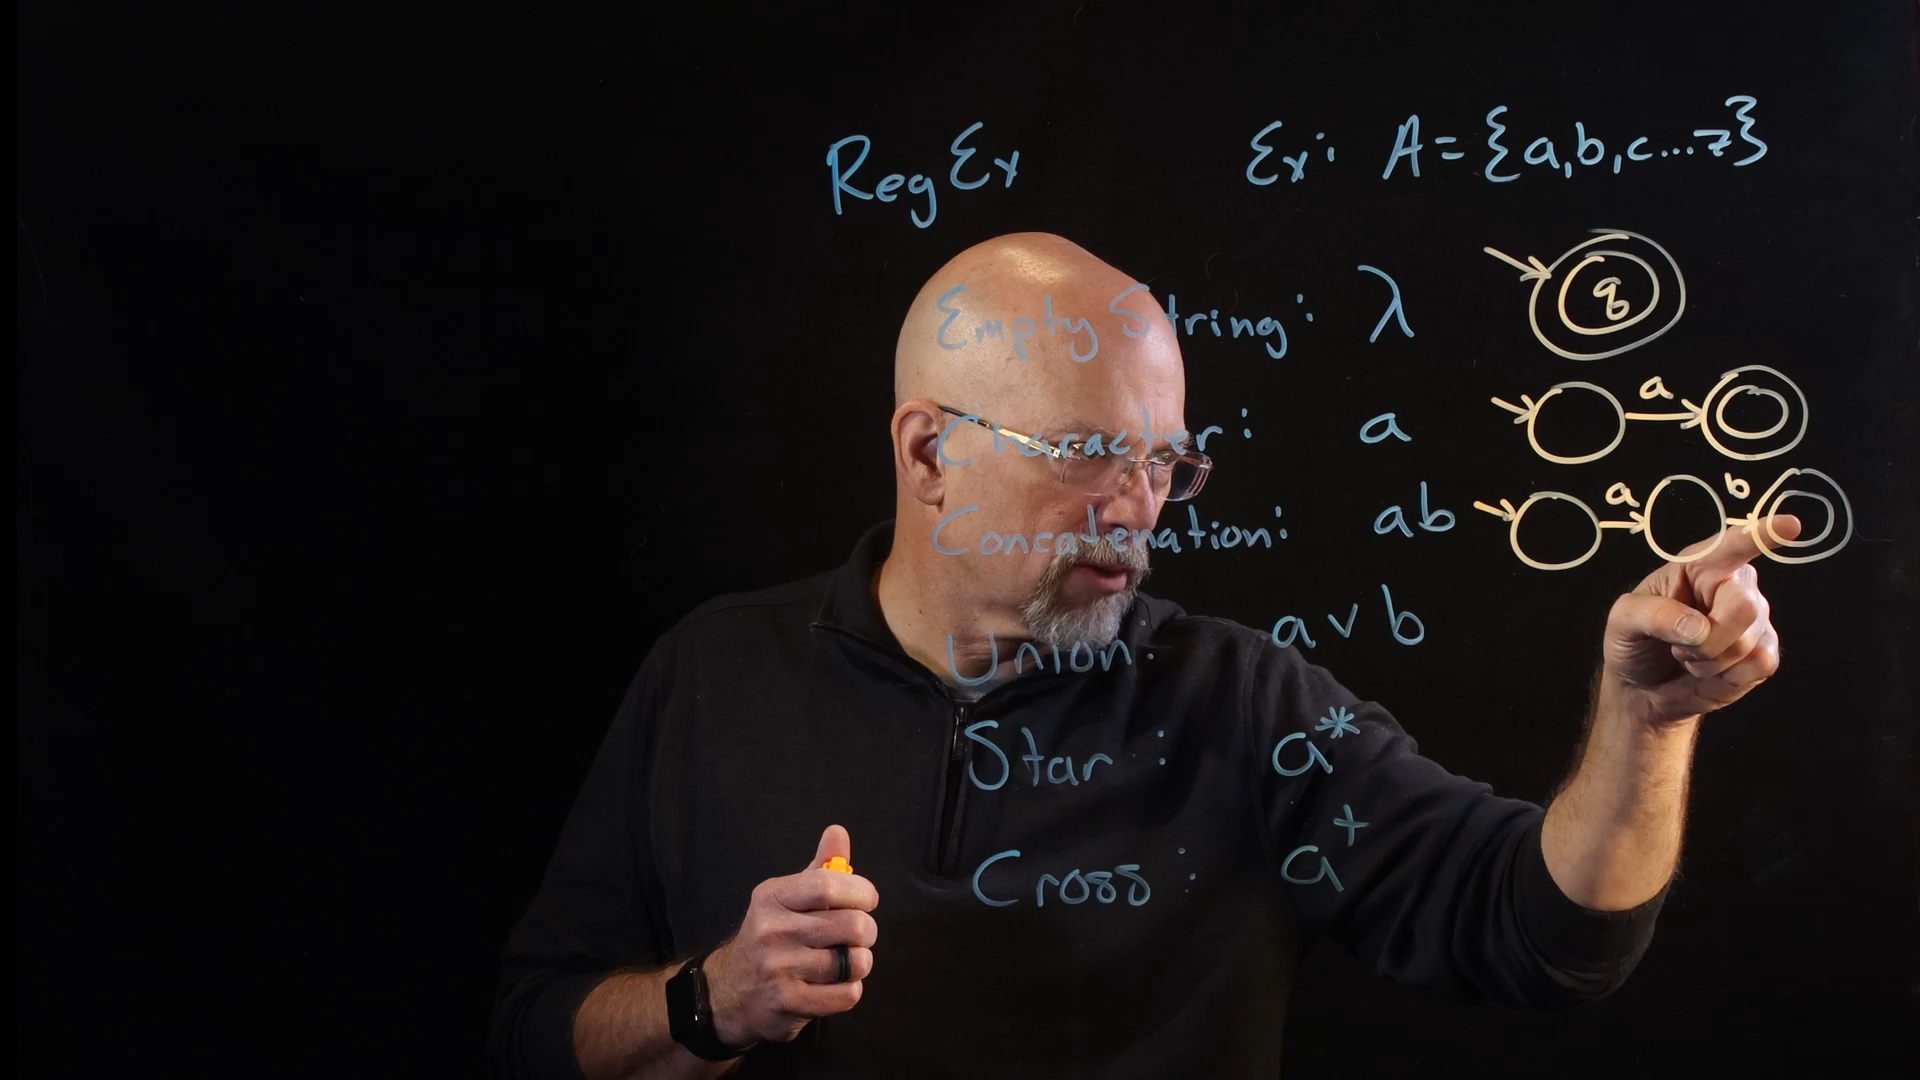 RegEx
Ex: A = {a,b,c...z}
Empty String: λ q
Character: a a
Concatenation: ab a b
Union: a ∨ b
Star: a*
Cross: a⁺